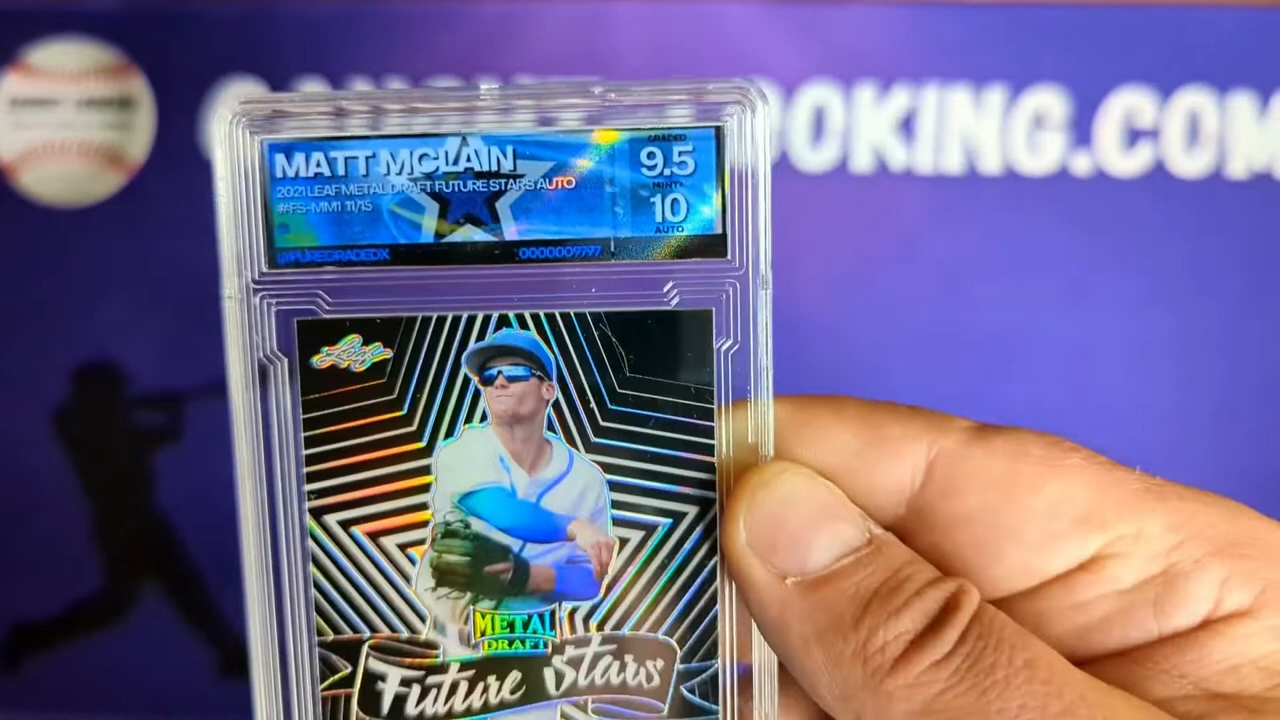 OKING.COM
MATT MCLAIN
2021 LEAF METAL DRAFT FUTURE STARS AUTO
#FS-MM1 11/15
GRADED
9.5
MINT+
10
AUTO
@PUREGRADEDX 0000009797
Leaf
METAL
DRAFT
Future Stars